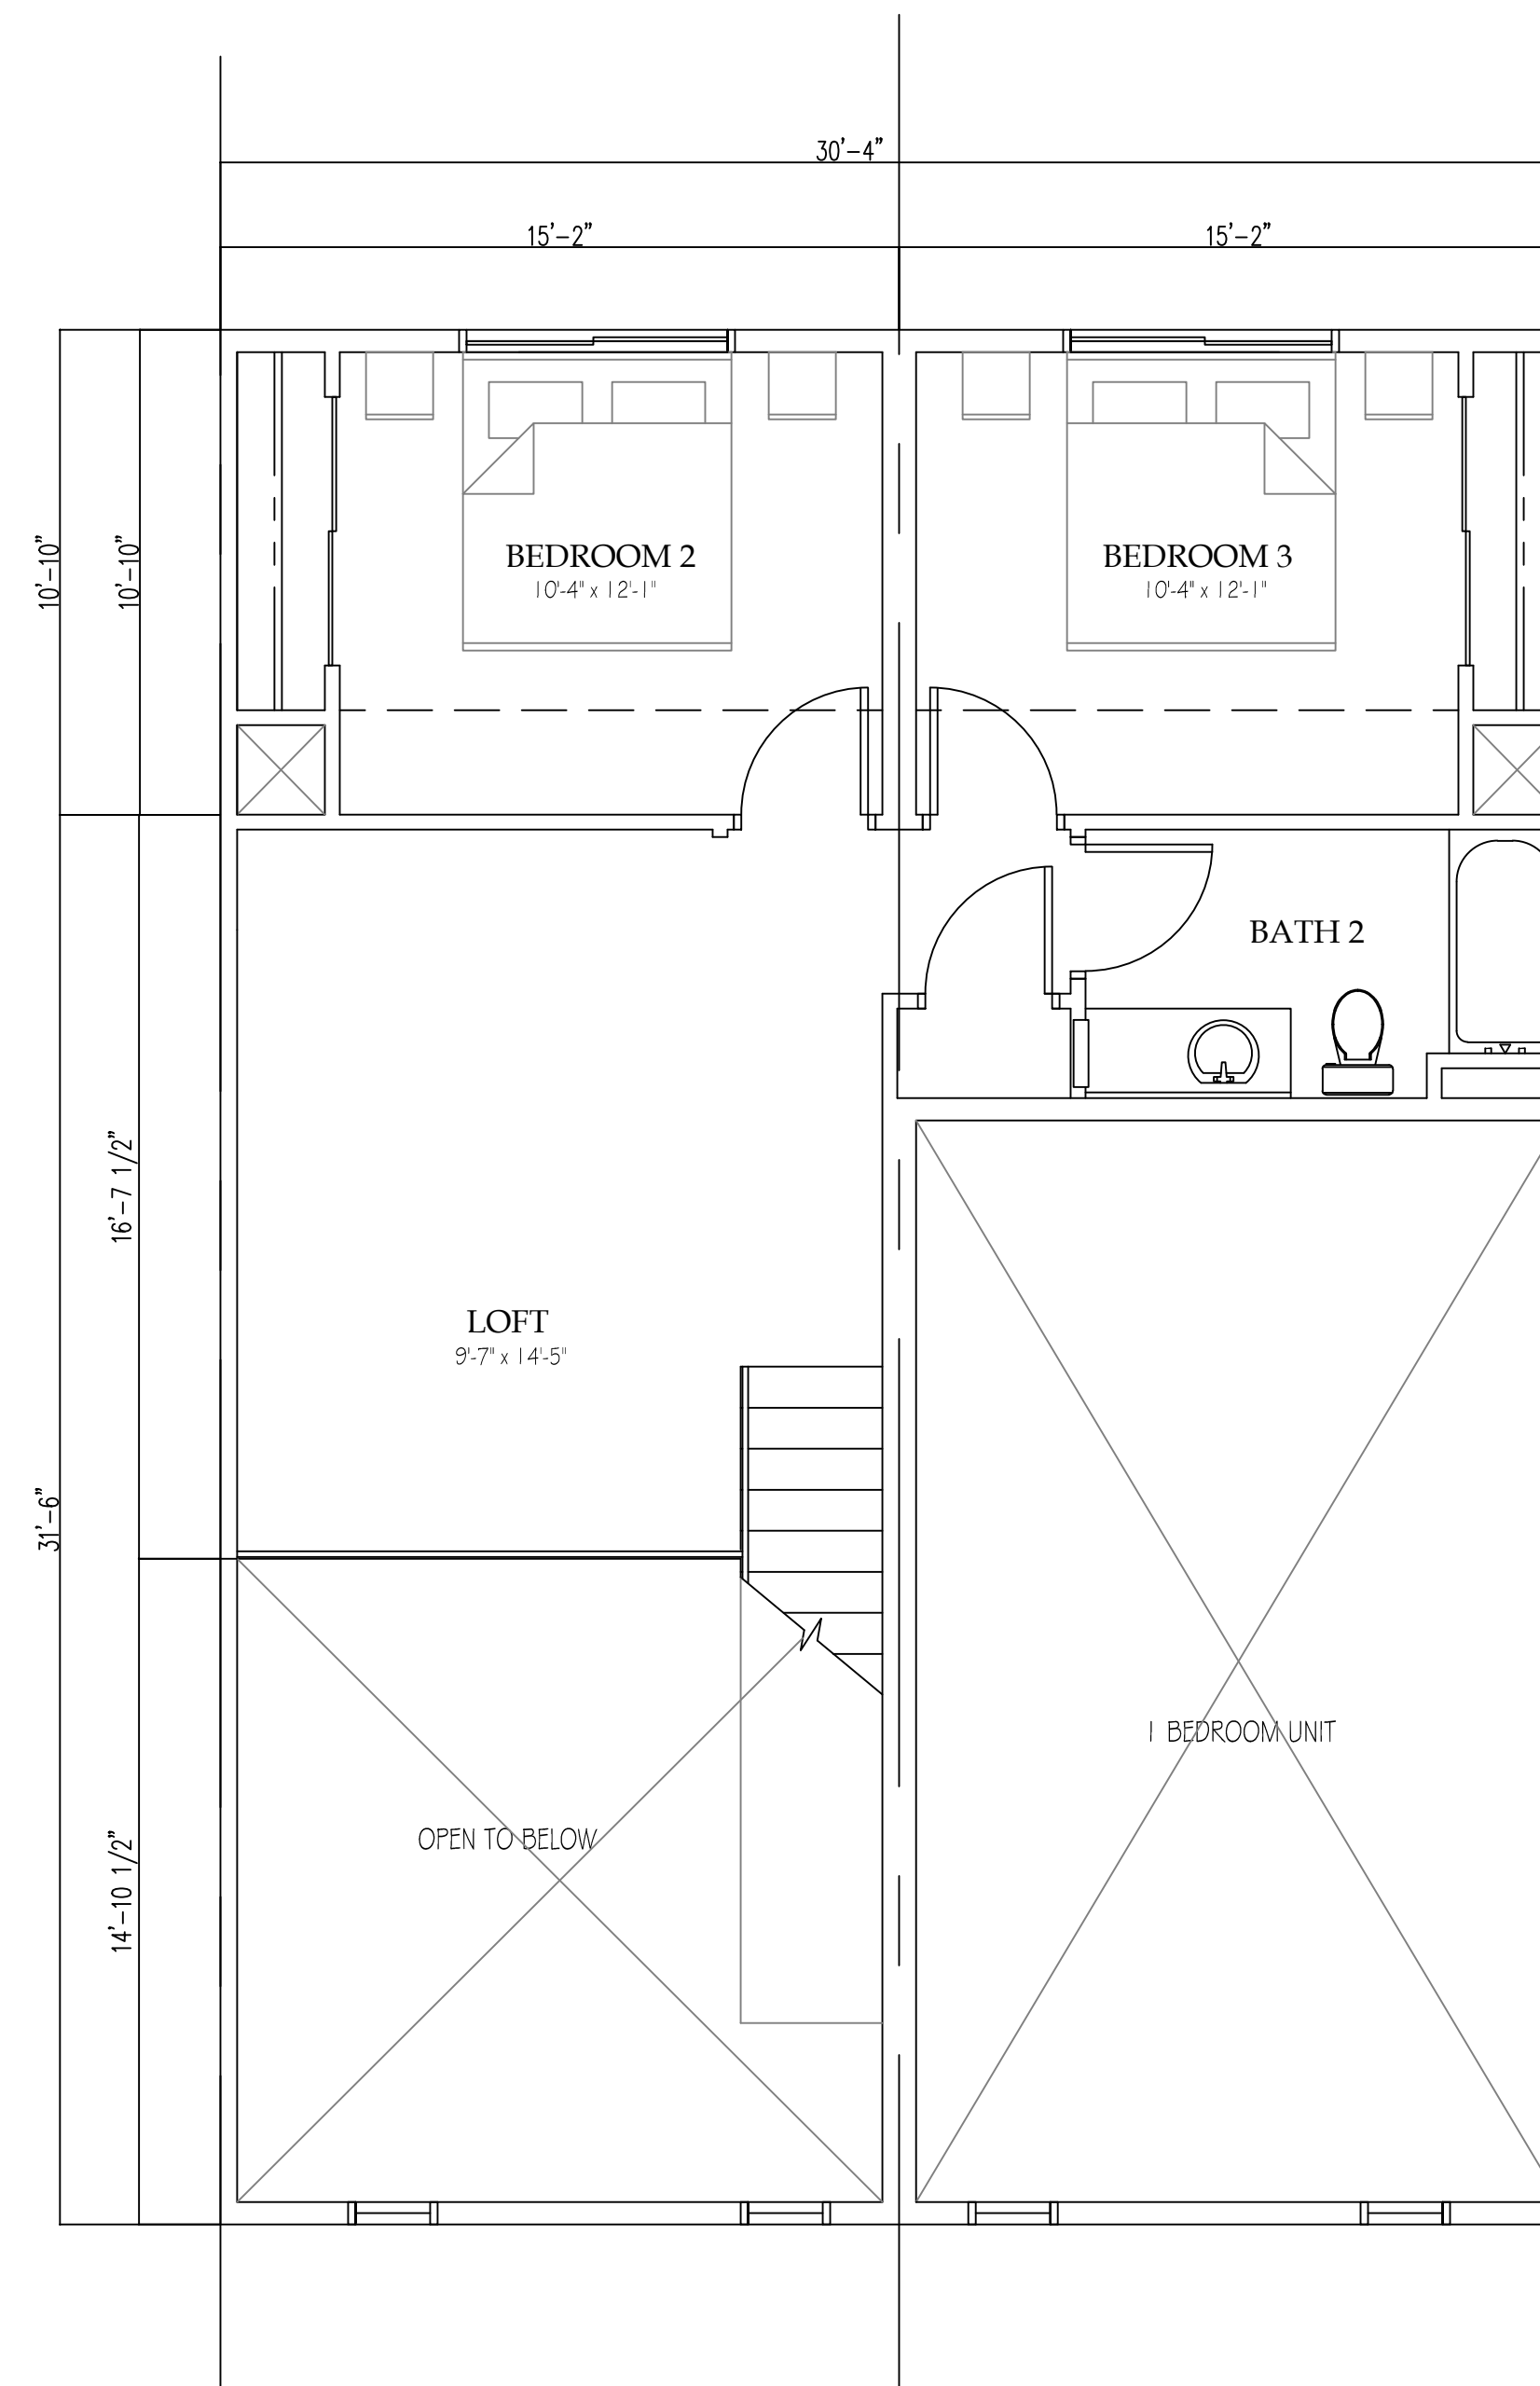 30'-4"
15'-2"
15'-2"
10'-10"
10'-10"
BEDROOM 2
10'-4" x 12'-1"
BEDROOM 3
10'-4" x 12'-1"
BATH 2
16'-7 1/2"
LOFT
9'-7" x 14'-5"
31'-6"
1 BEDROOM UNIT
OPEN TO BELOW
14'-10 1/2"